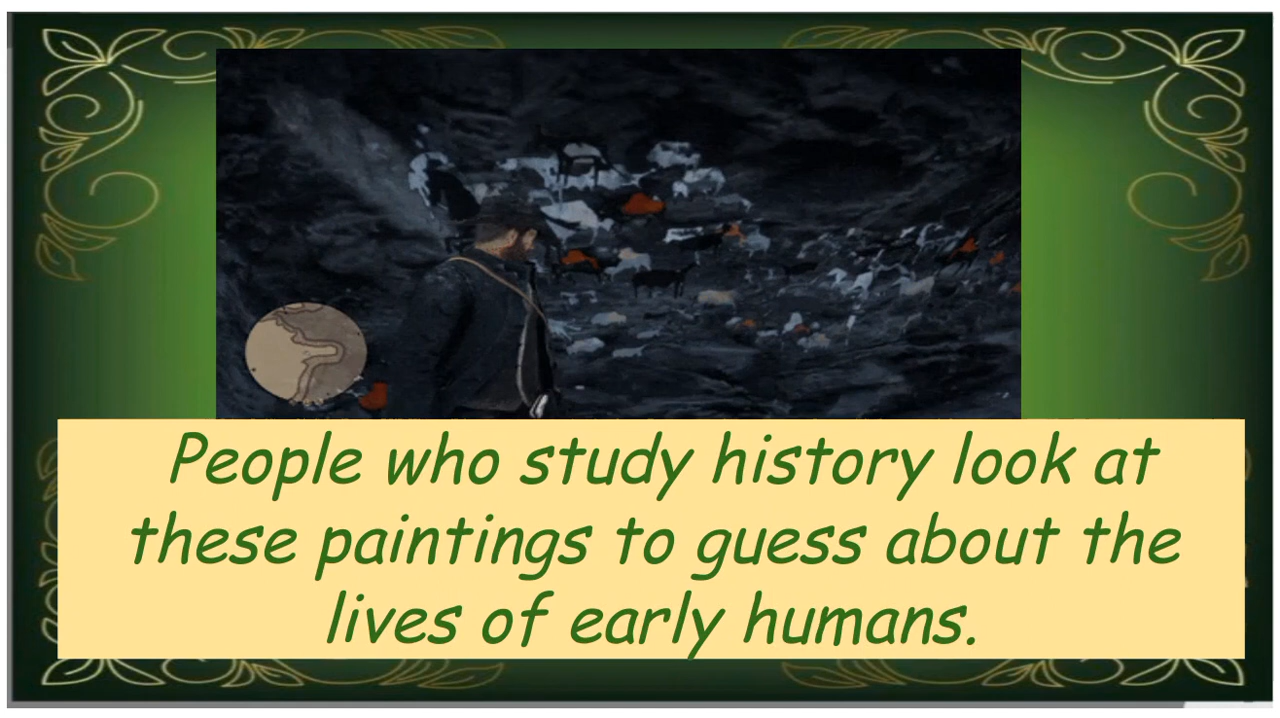 People who study history look at
these paintings to guess about the
lives of early humans.